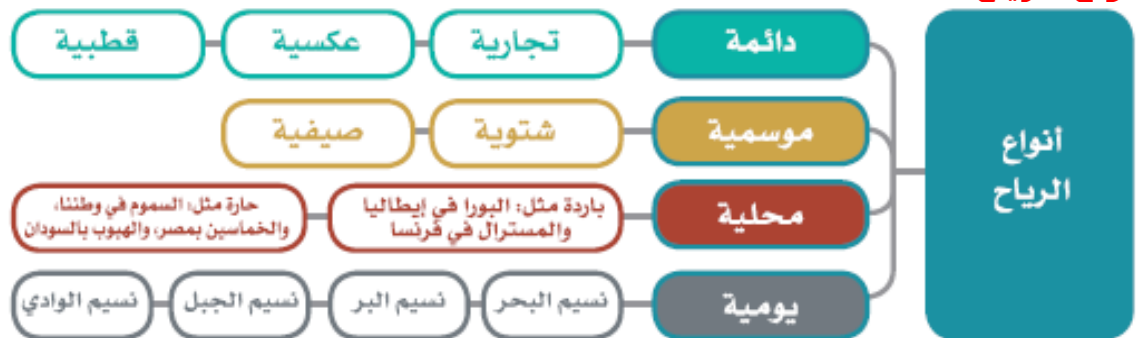 أنواع
الرياح
دائمة
تجارية
عكسية
قطبية
موسمية
شتوية
صيفية
محلية
باردة مثل: البورا في إيطاليا
والمسترال في فرنسا
حارة مثل: السموم في وطننا،
والخماسين بمصر، والهبوب بالسودان
يومية
نسيم البحر
نسيم البر
نسيم الجبل
نسيم الوادي